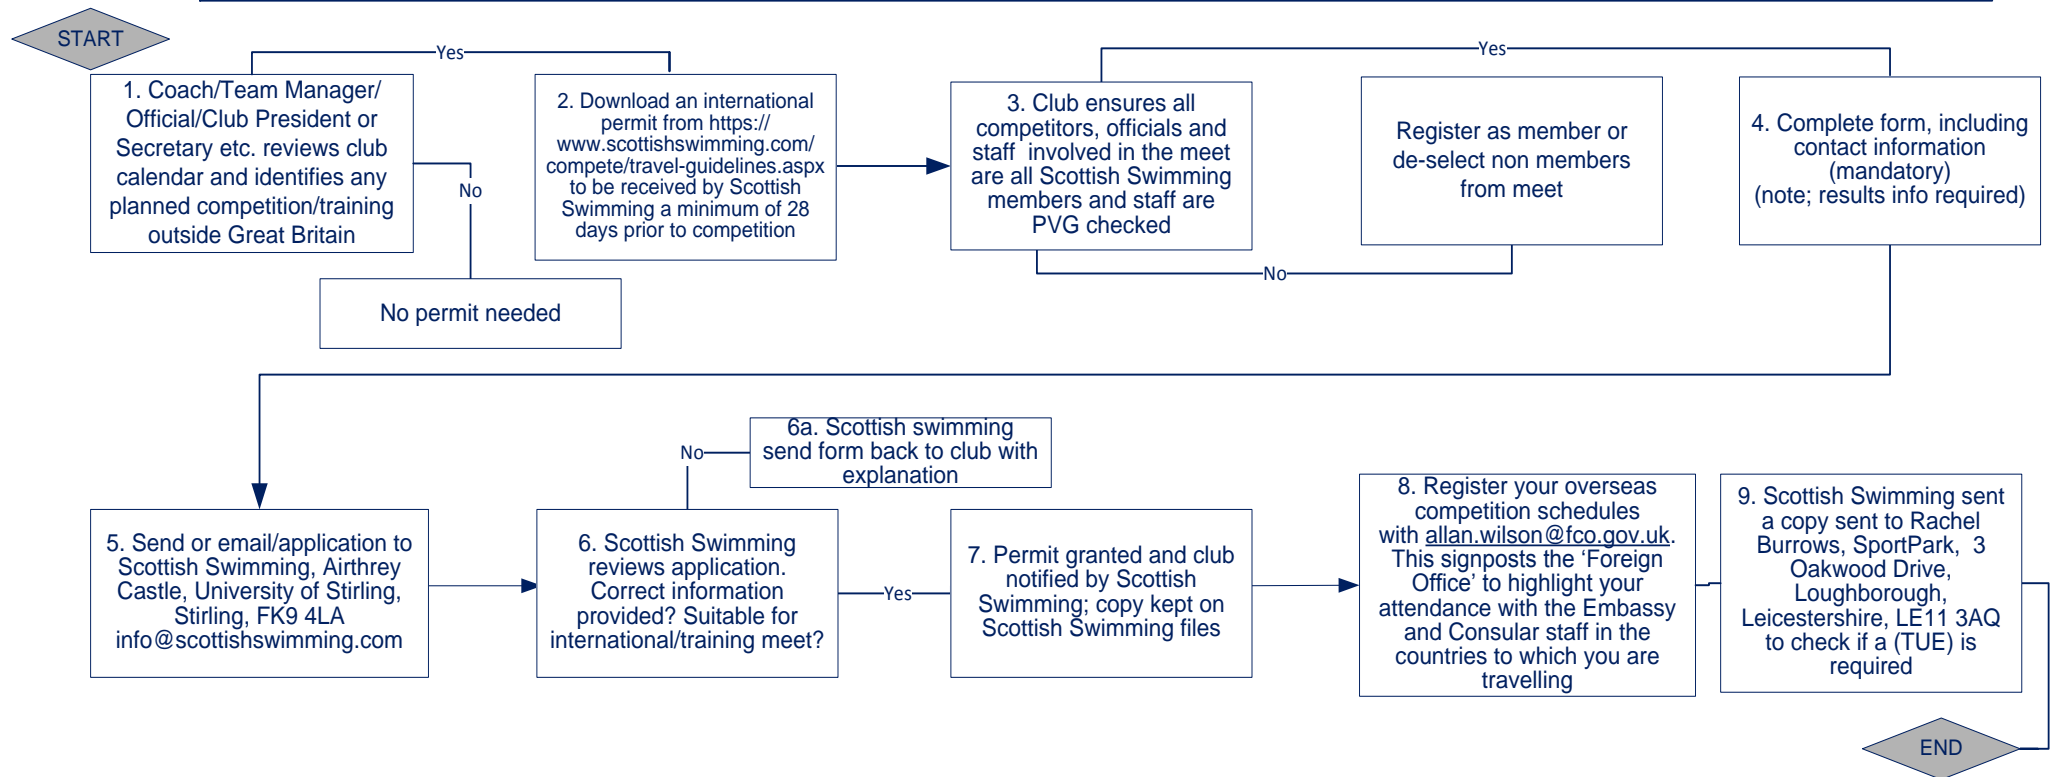 START
Yes
1. Coach/Team Manager/
Official/Club President or
Secretary etc. reviews club
calendar and identifies any
planned competition/training
outside Great Britain
No
No permit needed
2. Download an international
permit from https://
www.scottishswimming.com/
compete/travel-guidelines.aspx
to be received by Scottish
Swimming a minimum of 28
days prior to competition
3. Club ensures all
competitors, officials and
staff  involved in the meet
are all Scottish Swimming
members and staff are
PVG checked
Yes
No
Register as member or
de-select non members
from meet
4. Complete form, including
contact information
(mandatory)
(note; results info required)
5. Send or email/application to
Scottish Swimming, Airthrey
Castle, University of Stirling,
Stirling, FK9 4LA
info@scottishswimming.com
6. Scottish Swimming
reviews application.
Correct information
provided? Suitable for
international/training meet?
No
6a. Scottish swimming
send form back to club with
explanation
Yes
7. Permit granted and club
notified by Scottish
Swimming; copy kept on
Scottish Swimming files
8. Register your overseas
competition schedules
with allan.wilson@fco.gov.uk.
This signposts the ‘Foreign
Office’ to highlight your
attendance with the Embassy
and Consular staff in the
countries to which you are
travelling
9. Scottish Swimming sent
a copy sent to Rachel
Burrows, SportPark,  3
Oakwood Drive,
Loughborough,
Leicestershire, LE11 3AQ
to check if a (TUE) is
required
END